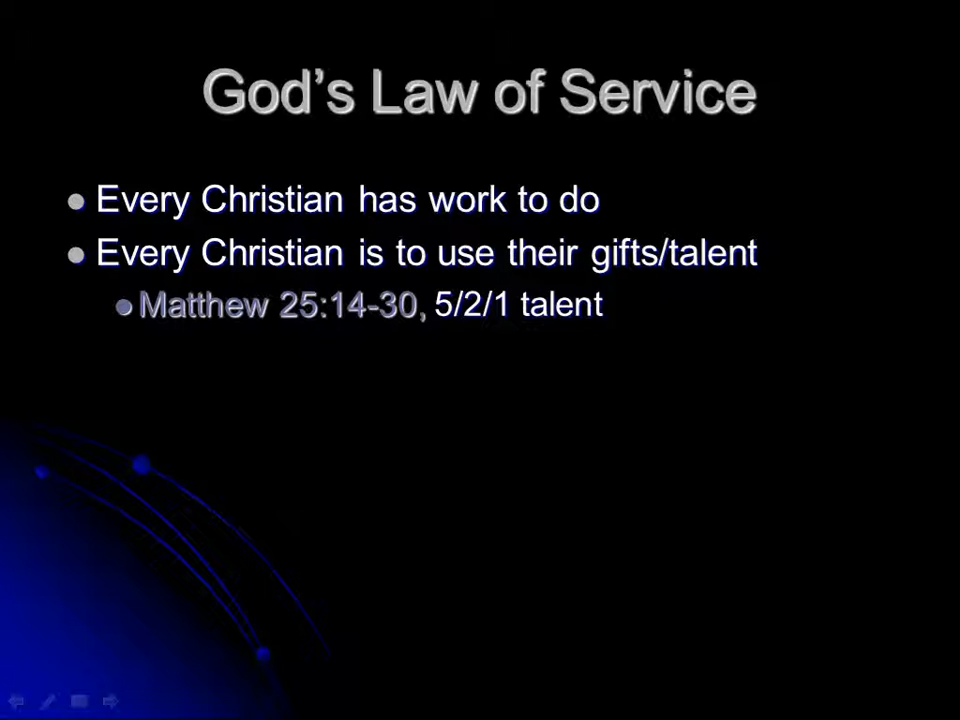 God’s Law of Service
Every Christian has work to do
Every Christian is to use their gifts/talent
Matthew 25:14-30, 5/2/1 talent